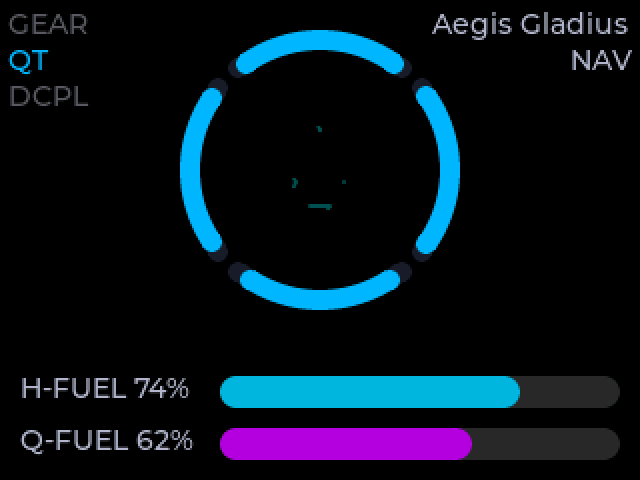 GEAR
QT
DCPL
Aegis Gladius
NAV
H-FUEL 74%
Q-FUEL 62%